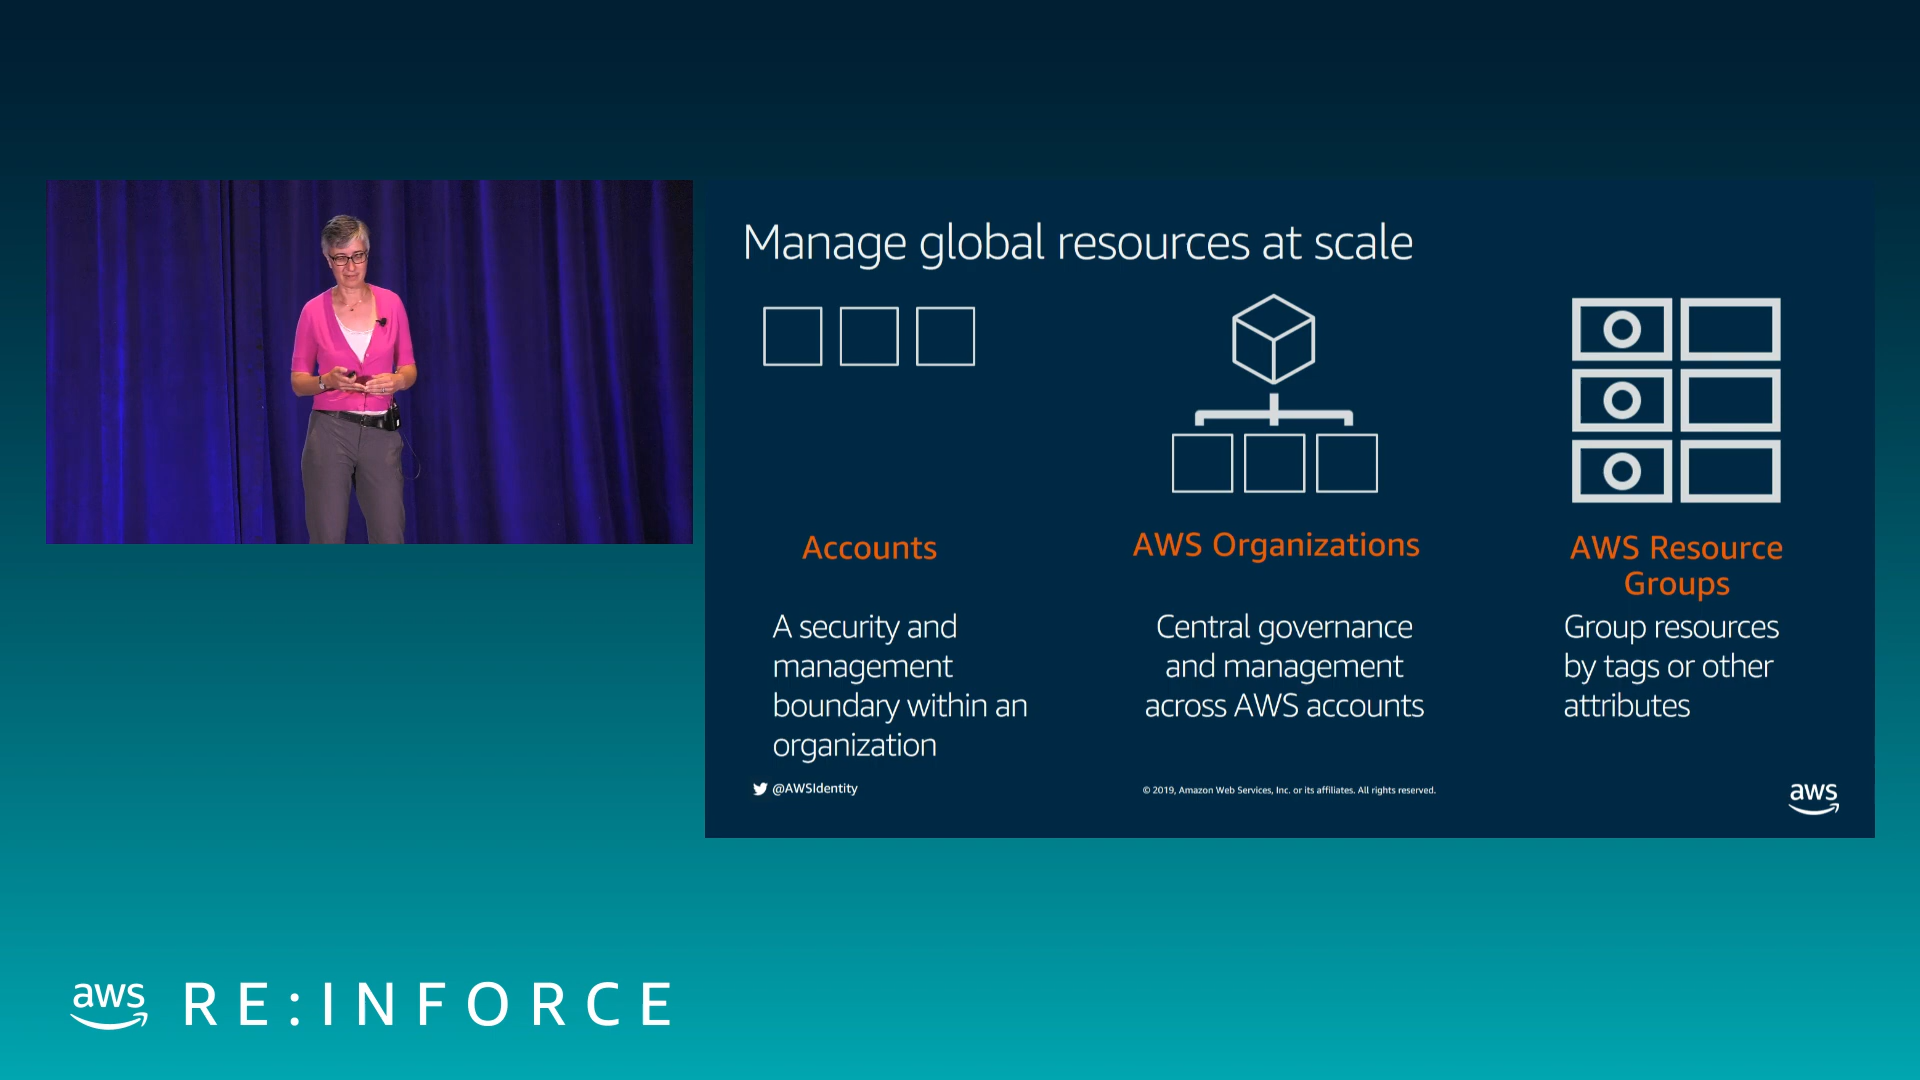 Manage global resources at scale
Accounts
A security and
management
boundary within an
organization
AWS Organizations
Central governance
and management
across AWS accounts
AWS Resource
Groups
Group resources
by tags or other
attributes
@AWSIdentity
© 2019, Amazon Web Services, Inc. or its affiliates. All rights reserved.
aws
aws RE:INFORCE